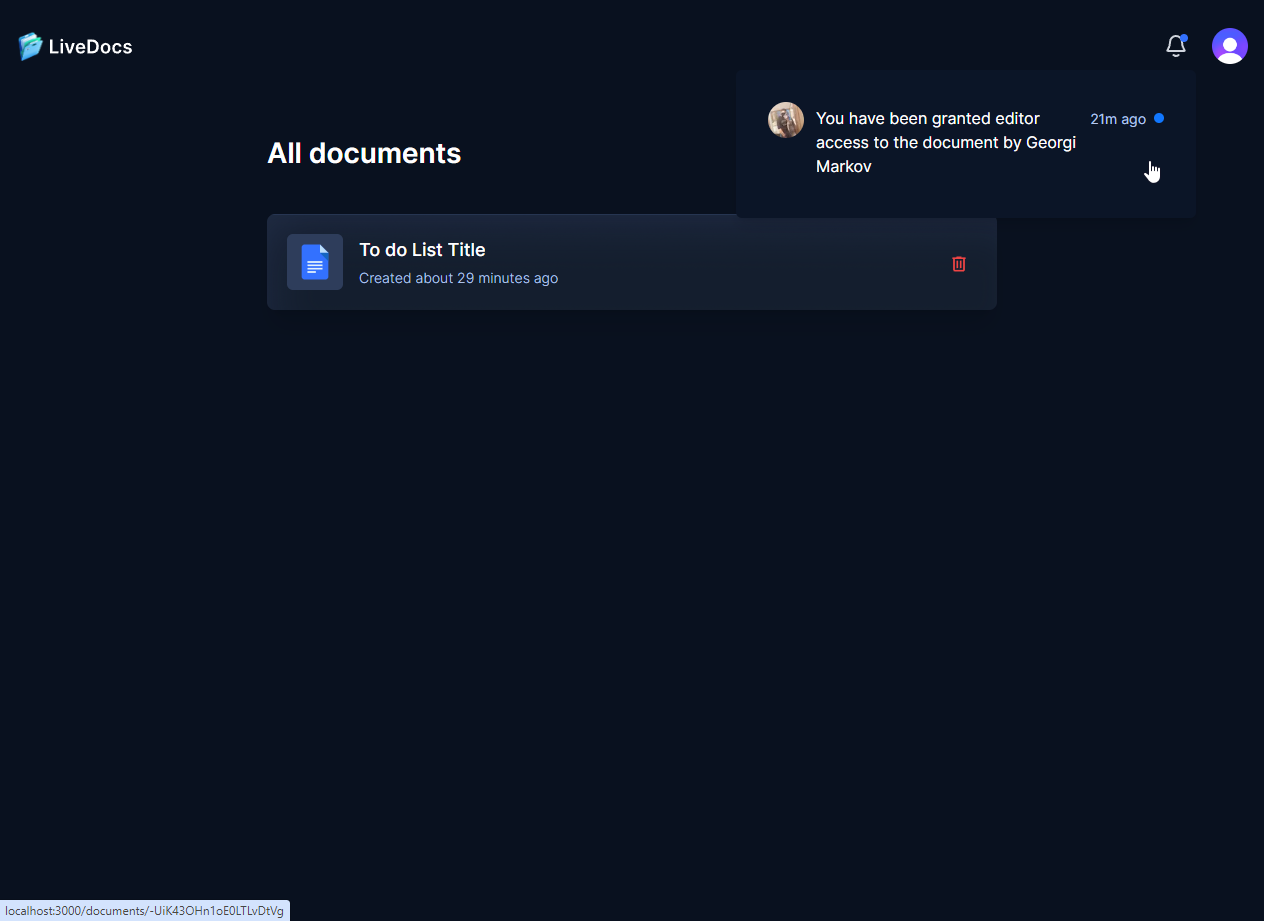 LiveDocs
You have been granted editor
access to the document by Georgi
Markov
21m ago
All documents
To do List Title
Created about 29 minutes ago
localhost:3000/documents/-UiK43OHn1oE0LTLvDtVg